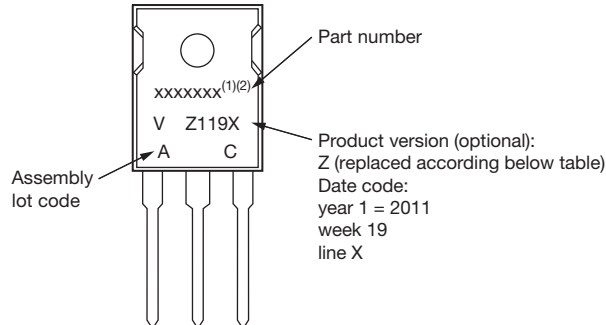 Part number
xxxxxxx(1)(2)
V Z119X
A C
Assembly
lot code
Product version (optional):
Z (replaced according below table)
Date code:
year 1 = 2011
week 19
line X